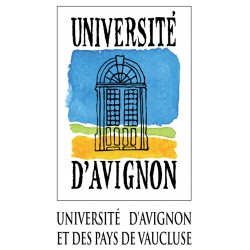 UNIVERSITÉ
D'AVIGNON
UNIVERSITÉ D'AVIGNON
ET DES PAYS DE VAUCLUSE